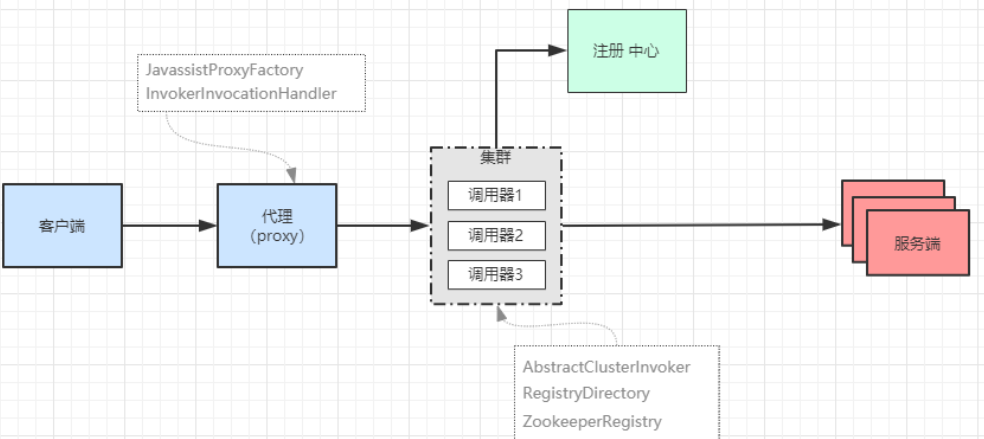 注册 中心
JavassistProxyFactory
InvokerInvocationHandler
集群
调用器1
调用器2
调用器3
客户端
代理
（proxy）
服务端
AbstractClusterInvoker
RegistryDirectory
ZookeeperRegistry